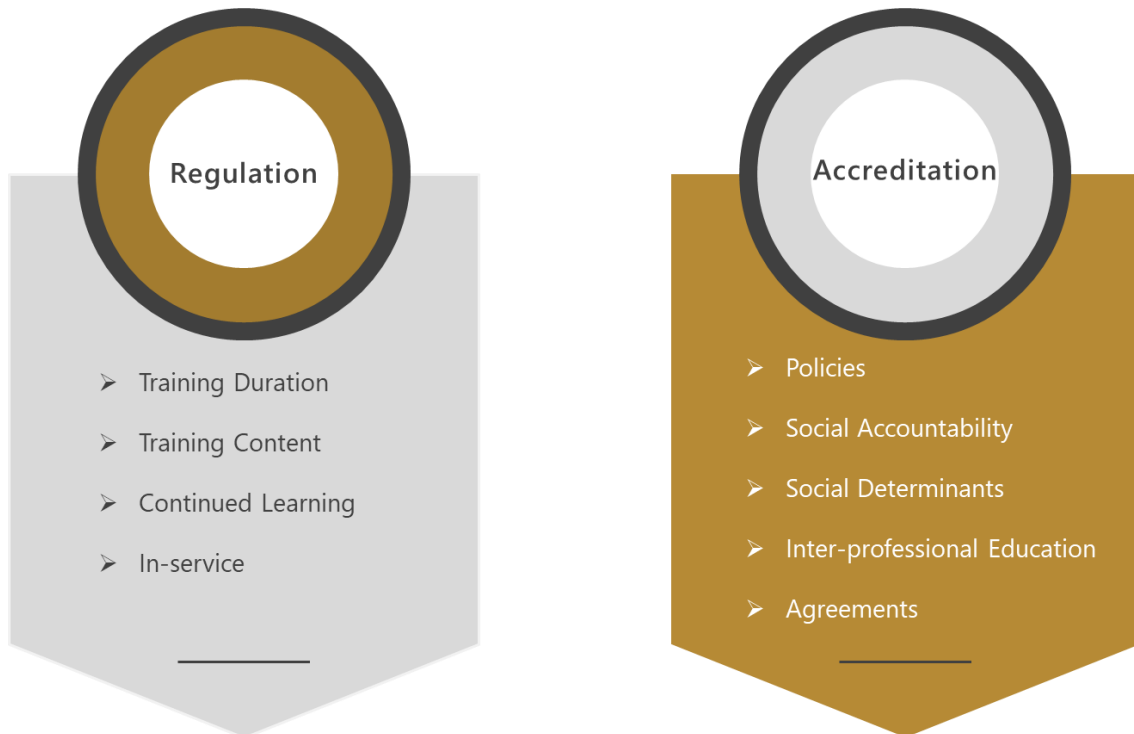 Regulation
➢ Training Duration
➢ Training Content
➢ Continued Learning
➢ In-service
Accreditation
➢ Policies
➢ Social Accountability
➢ Social Determinants
➢ Inter-professional Education
➢ Agreements